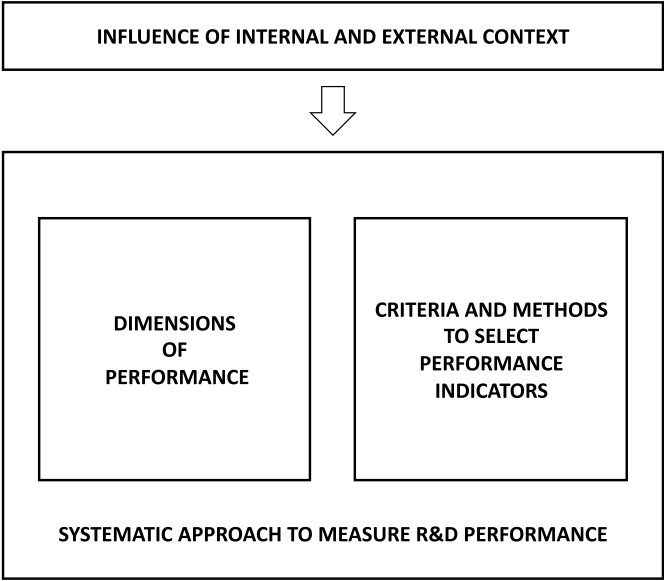 INFLUENCE OF INTERNAL AND EXTERNAL CONTEXT
DIMENSIONS
OF
PERFORMANCE
CRITERIA AND METHODS
TO SELECT
PERFORMANCE
INDICATORS
SYSTEMATIC APPROACH TO MEASURE R&D PERFORMANCE